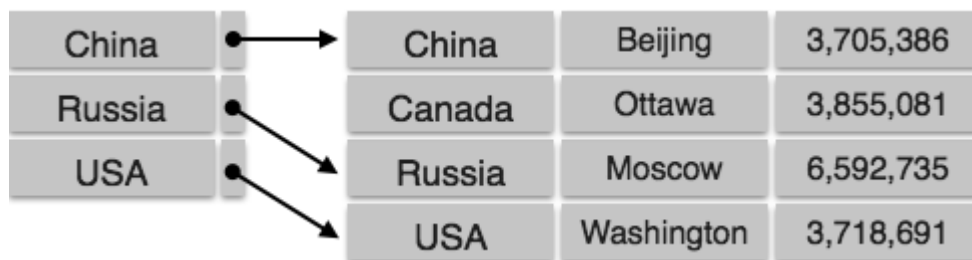 China China Beijing 3,705,386
Russia Canada Ottawa 3,855,081
USA Russia Moscow 6,592,735
USA Washington 3,718,691